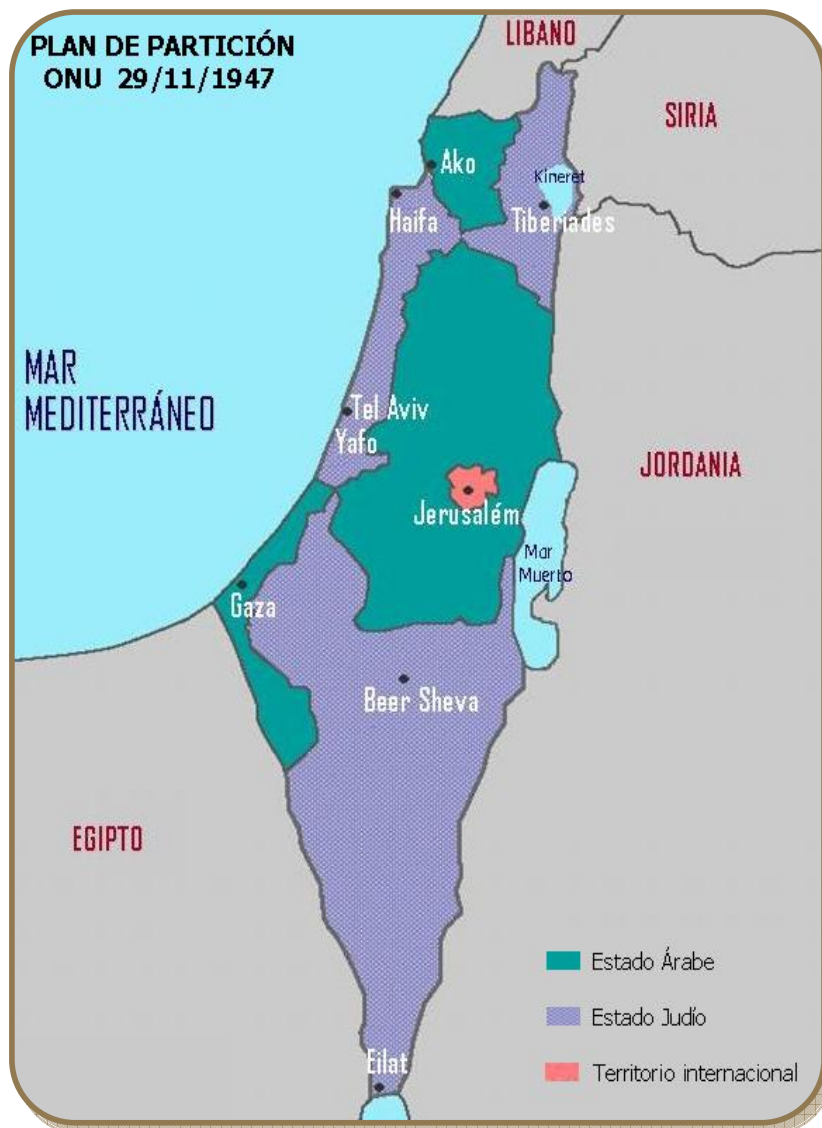 PLAN DE PARTICIÓN
ONU 29/11/1947
LIBANO
SIRIA
Ako
Kineret
Haifa
Tiberiades
MAR
MEDITERRÁNEO
Tel Aviv
Yafo
JORDANIA
Jerusalém
Mar
Muerto
Gaza
Beer Sheva
EGIPTO
Estado Árabe
Estado Judío
Eilat
Territorio internacional